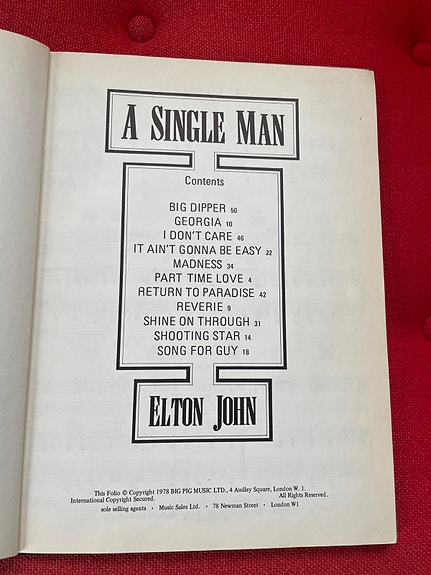 A SINGLE MAN
Contents
BIG DIPPER 50
GEORGIA 10
I DON'T CARE 46
IT AIN'T GONNA BE EASY 22
MADNESS 34
PART TIME LOVE 4
RETURN TO PARADISE 42
REVERIE 9
SHINE ON THROUGH 31
SHOOTING STAR 14
SONG FOR GUY 18
ELTON JOHN
This Folio © Copyright 1978 BIG PIG MUSIC LTD., 4 Audley Square, London W. 1.
International Copyright Secured. All Rights Reserved.
sole selling agents • Music Sales Ltd. • 78 Newman Street • London W1